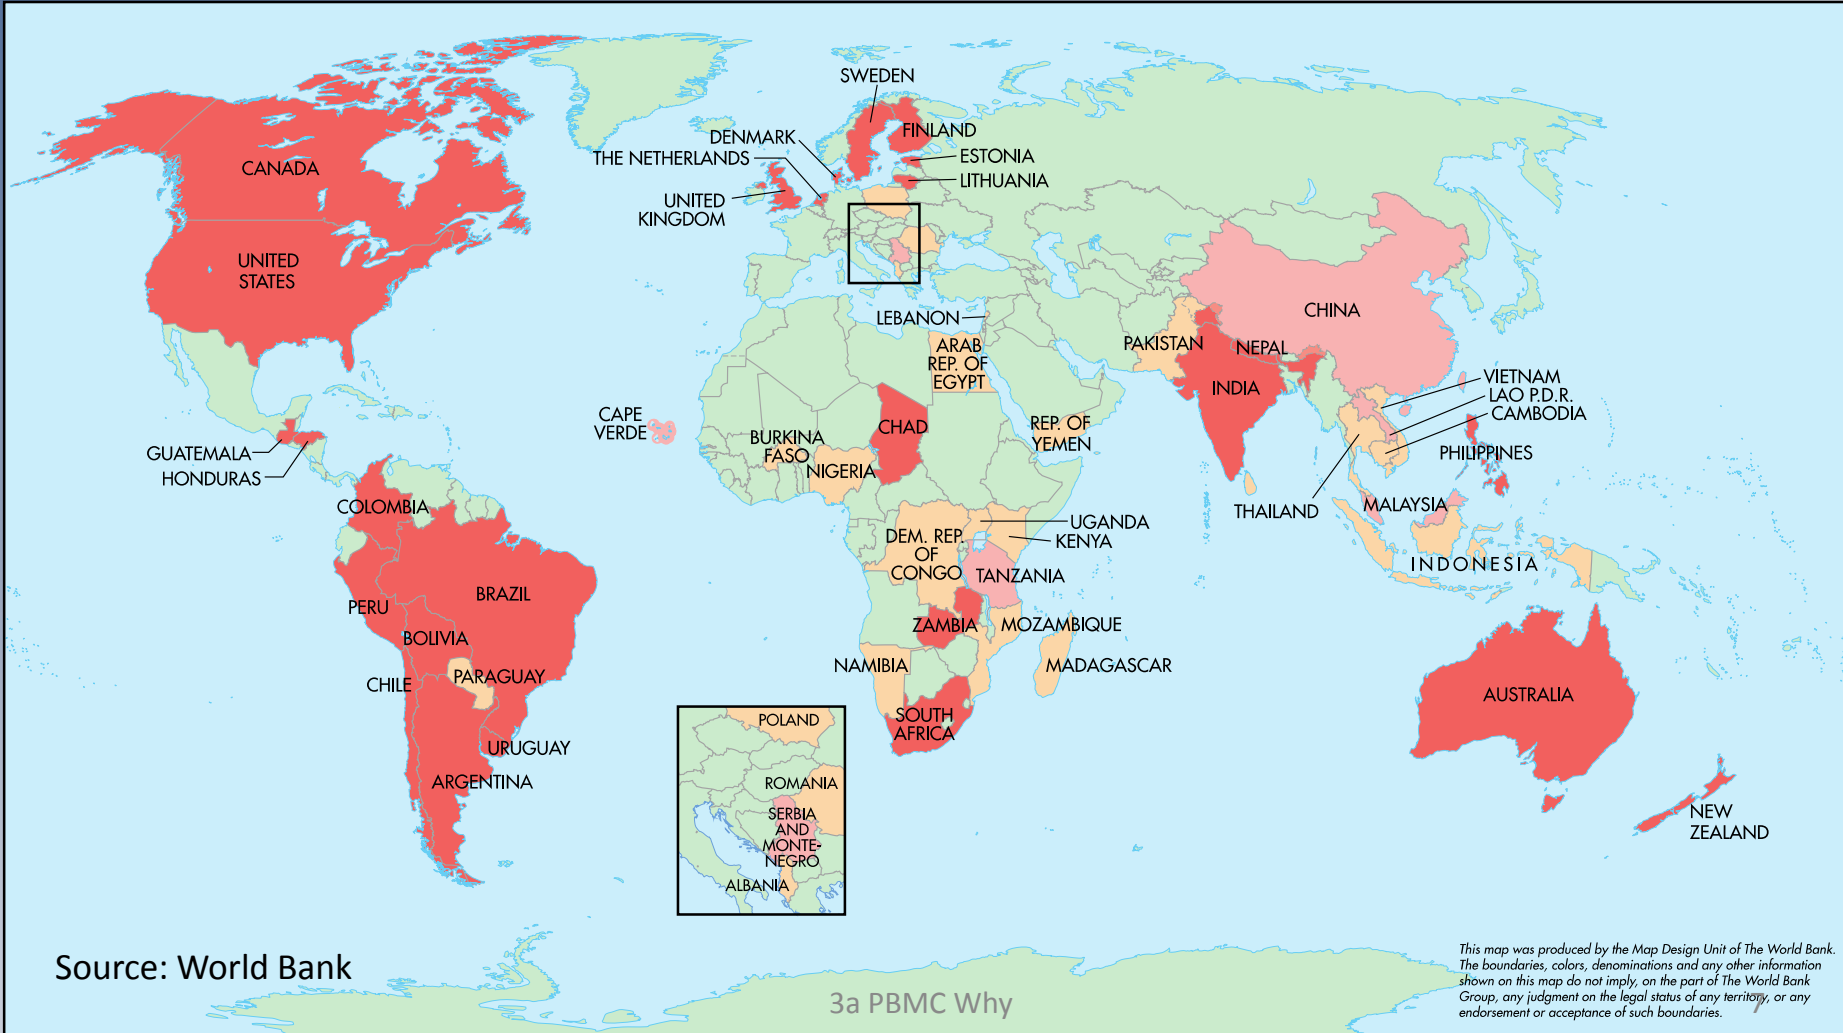 SWEDEN
FINLAND
DENMARK
THE NETHERLANDS
ESTONIA
LITHUANIA
UNITED
KINGDOM
CANADA
UNITED
STATES
LEBANON
ARAB
REP. OF
EGYPT
PAKISTAN
NEPAL
CHINA
INDIA
VIETNAM
LAO P.D.R.
CAMBODIA
CAPE
VERDE
BURKINA
FASO
NIGERIA
CHAD
REP. OF
YEMEN
PHILIPPINES
GUATEMALA
HONDURAS
COLOMBIA
THAILAND
MALAYSIA
UGANDA
KENYA
DEM. REP.
OF
CONGO
TANZANIA
INDONESIA
BRAZIL
PERU
BOLIVIA
ZAMBIA
MOZAMBIQUE
NAMIBIA
MADAGASCAR
CHILE
PARAGUAY
AUSTRALIA
SOUTH
AFRICA
URUGUAY
ARGENTINA
POLAND
ROMANIA
SERBIA
AND
MONTE-
NEGRO
ALBANIA
NEW
ZEALAND
Source: World Bank
3a PBMC Why
This map was produced by the Map Design Unit of The World Bank.
The boundaries, colors, denominations and any other information
shown on this map do not imply, on the part of The World Bank
Group, any judgment on the legal status of any territory, or any
endorsement or acceptance of such boundaries.
7